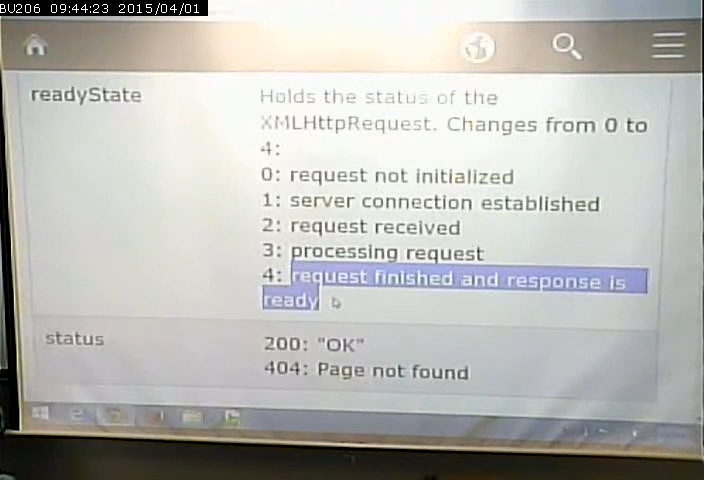 BU206 09:44:23 2015/04/01
readyState
Holds the status of the
XMLHttpRequest. Changes from 0 to
4:
0: request not initialized
1: server connection established
2: request received
3: processing request
4: request finished and response is
ready
status
200: "OK"
404: Page not found